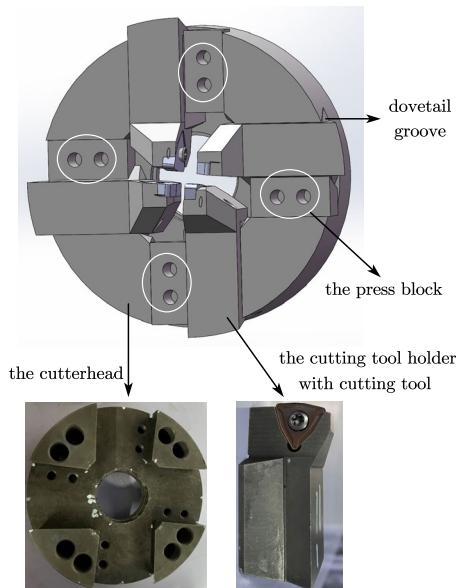 dovetail
groove
the press block
the cutting tool holder
with cutting tool
the cutterhead